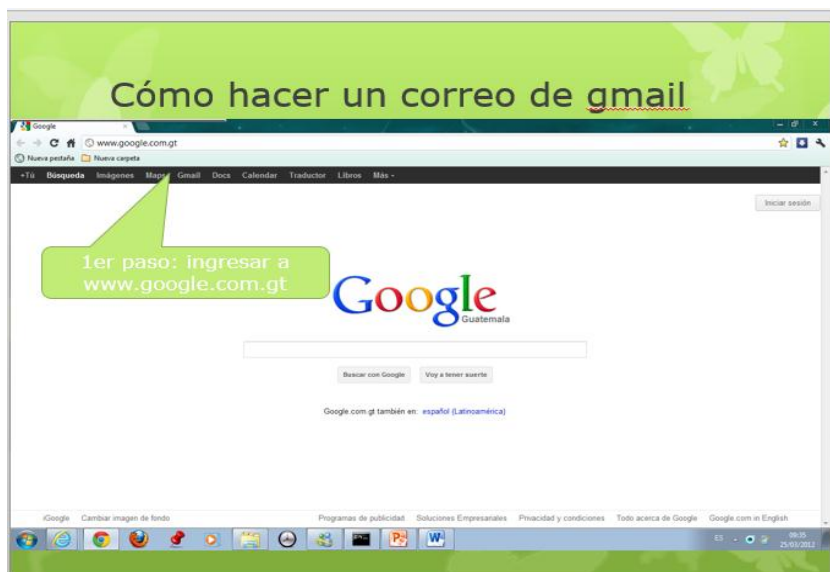 Cómo hacer un correo de gmail
Google
www.google.com.gt
Nueva pestaña Nueva carpeta
+Tú Búsqueda Imágenes Maps Gmail Docs Calendar Traductor Libros Más
Iniciar sesión
1er paso: ingresar a
www.google.com.gt
Google
Guatemala
Buscar con Google Voy a tener suerte
Google.com.gt también en: español (Latinoamérica)
iGoogle Cambiar imagen de fondo Programas de publicidad Soluciones Empresariales Privacidad y condiciones Todo acerca de Google Google.com in English
ES 09:35
25/03/2012